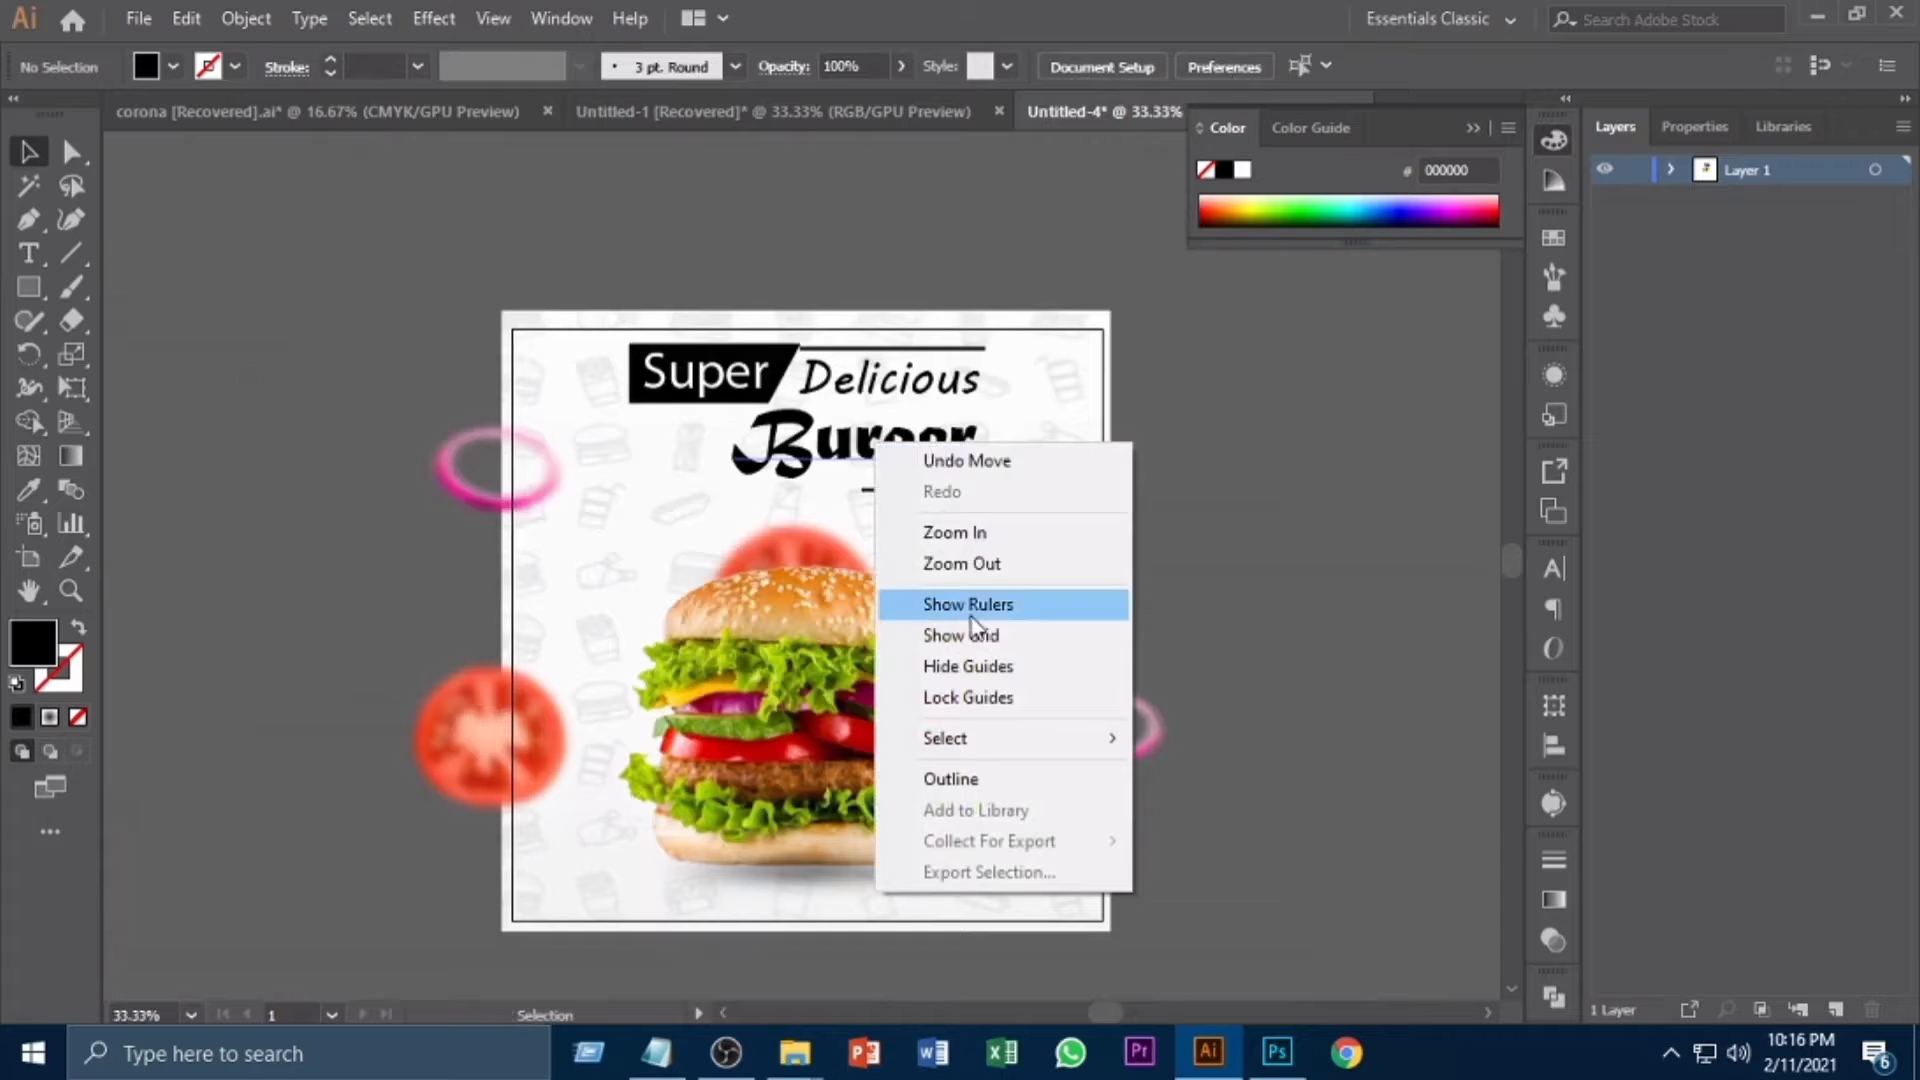 Ai File Edit Object Type Select Effect View Window Help Essentials Classic Search Adobe Stock
No Selection Stroke: 3 pt. Round Opacity: 100% Style: Document Setup Preferences
corona [Recovered].ai* @ 16.67% (CMYK/GPU Preview) × Untitled-1 [Recovered]* @ 33.33% (RGB/GPU Preview) × Untitled-4* @ 33.33%
Color Color Guide
# 000000
Layers Properties Libraries
Layer 1
Super Delicious
Burger
Undo Move
Redo
Zoom In
Zoom Out
Show Rulers
Show Grid
Hide Guides
Lock Guides
Select
Outline
Add to Library
Collect For Export
Export Selection...
33.33% 1 Selection
1 Layer
Type here to search
Pr Ai Ps
10:16 PM
2/11/2021
6